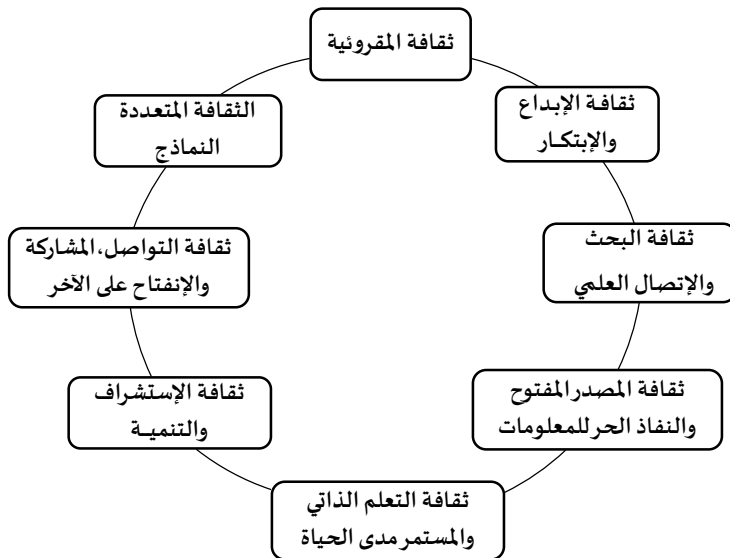 ثقافة المقروئية
ثقافة الإبداع
والإبتكار
ثقافة البحث
والإتصال العلمي
ثقافة المصدر المفتوح
والنفاذ الحر للمعلومات
ثقافة التعلم الذاتي
والمستمر مدى الحياة
ثقافة الإستشراف
والتنمية
ثقافة التواصل، المشاركة
والإنفتاح على الآخر
الثقافة المتعددة
النماذج